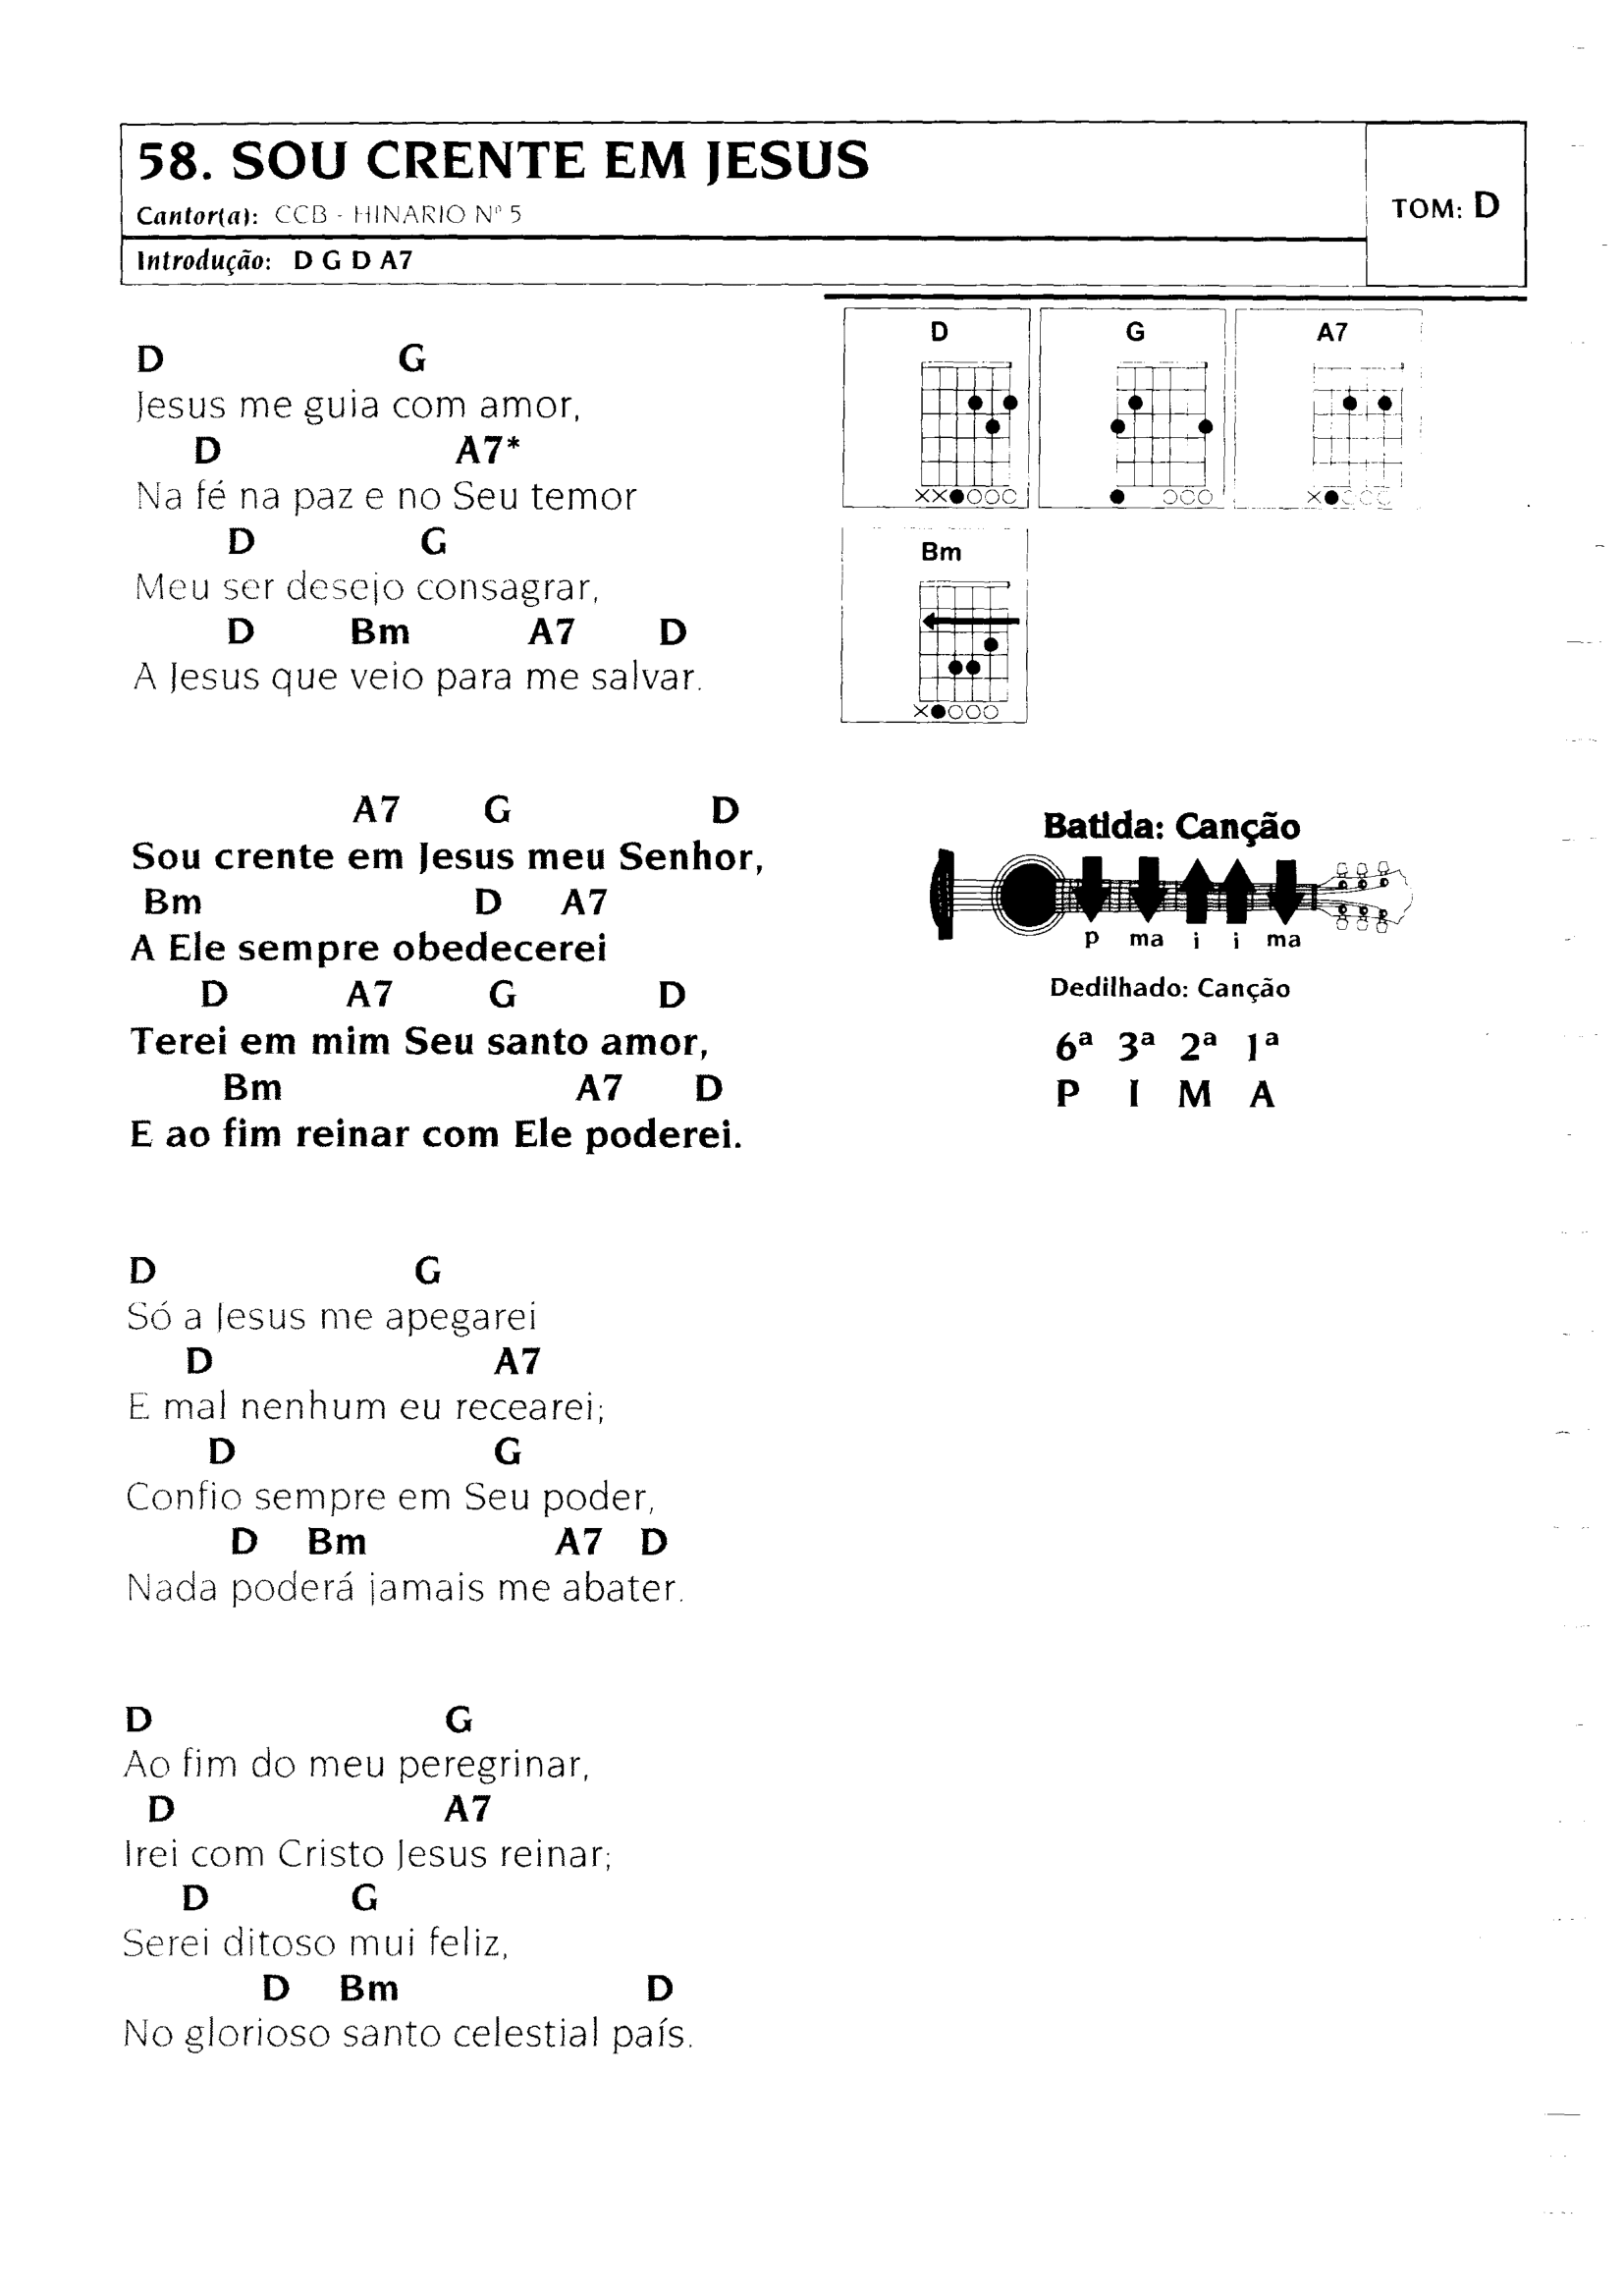 58. SOU CRENTE EM JESUS
Cantor(a): CCB - HINARIO Nº 5
TOM: D
Introdução: D G D A7
D G
Jesus me guia com amor,
D A7*
Na fé na paz e no Seu temor
D G
Meu ser desejo consagrar,
D Bm A7 D
A Jesus que veio para me salvar.
A7 G D
Sou crente em Jesus meu Senhor,
Bm D A7
A Ele sempre obedecerei
D A7 G D
Terei em mim Seu santo amor,
Bm A7 D
E ao fim reinar com Ele poderei.
D G
Só a Jesus me apegarei
D A7
E mal nenhum eu recearei;
D G
Confio sempre em Seu poder,
D Bm A7 D
Nada poderá jamais me abater.
D G
Ao fim do meu peregrinar,
D A7
Irei com Cristo Jesus reinar;
D G
Serei ditoso mui feliz,
D Bm D
No glorioso santo celestial país.
D G A7
Bm
Batida: Canção
p ma i i ma
Dedilhado: Canção
6ª 3ª 2ª 1ª
P I M A